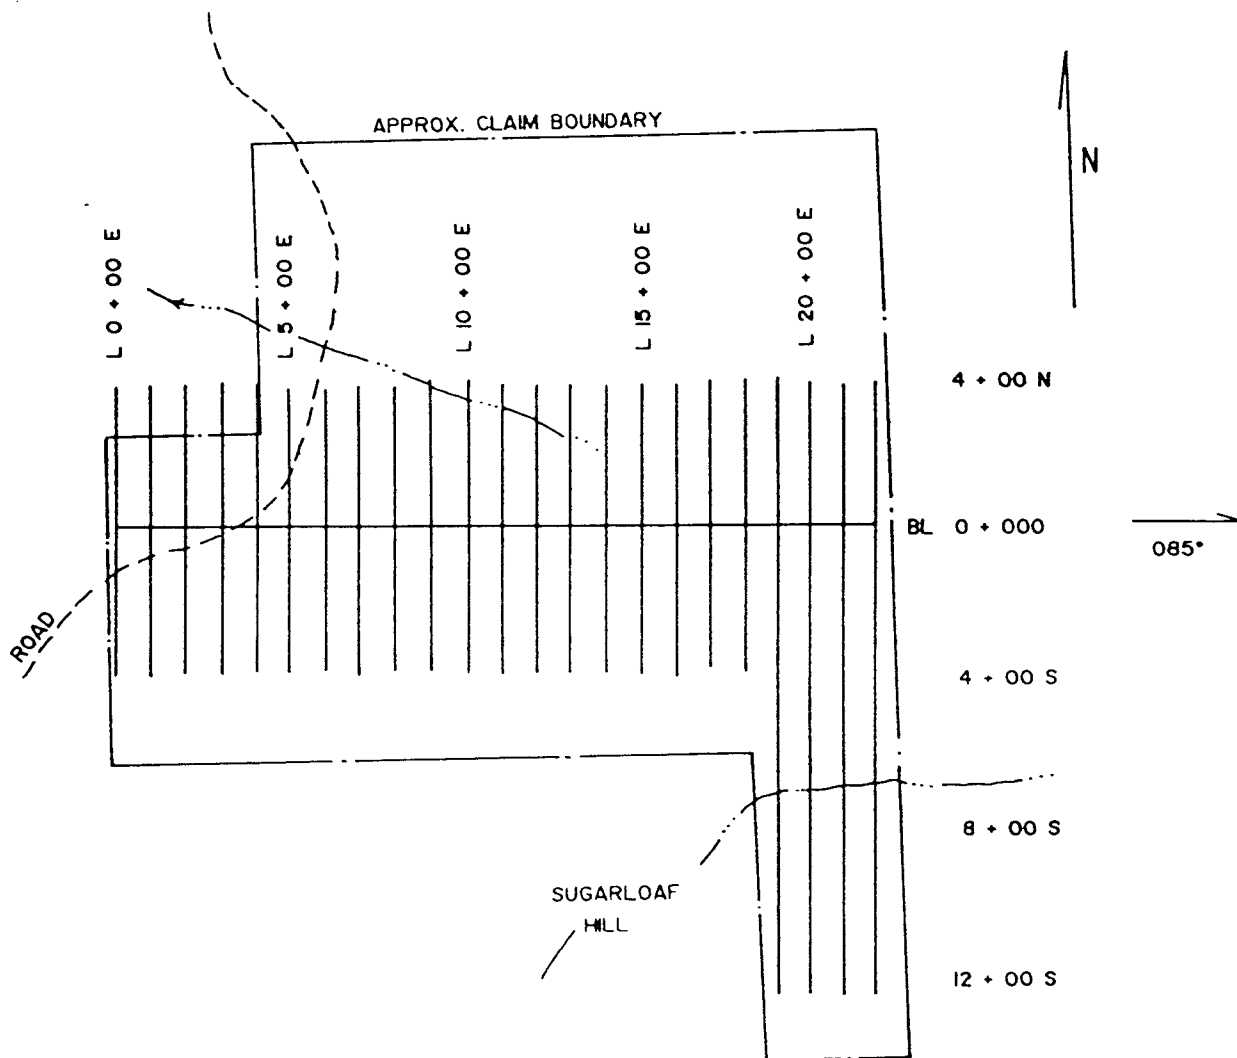 APPROX. CLAIM BOUNDARY
N
L 0 + 00 E
L 5 + 00 E
L 10 + 00 E
L 15 + 00 E
L 20 + 00 E
4 + 00 N
BL 0 + 000
085°
ROAD
4 + 00 S
8 + 00 S
SUGARLOAF
HILL
12 + 00 S